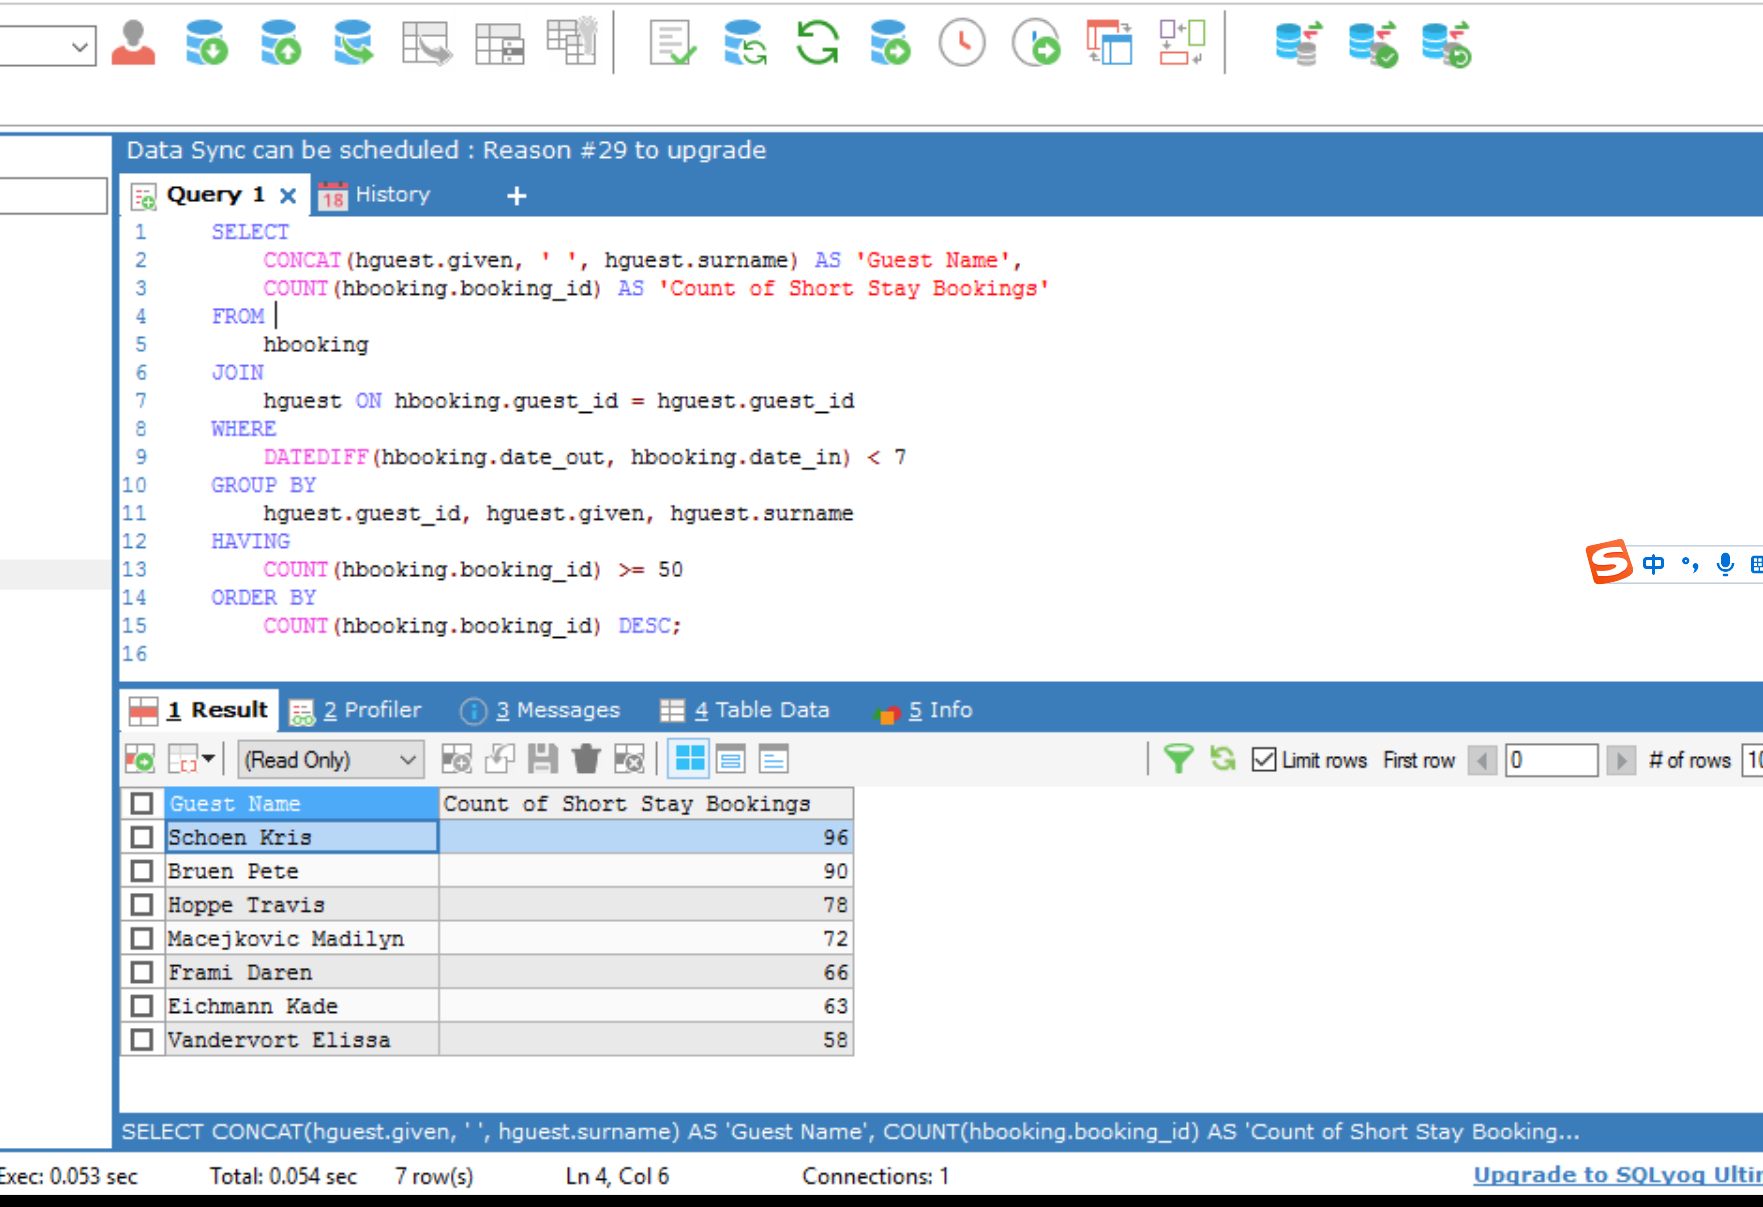 Data Sync can be scheduled : Reason #29 to upgrade
Query 1 18 History +
1 SELECT
2 CONCAT(hguest.given, ' ', hguest.surname) AS 'Guest Name',
3 COUNT(hbooking.booking_id) AS 'Count of Short Stay Bookings'
4 FROM
5 hbooking
6 JOIN
7 hguest ON hbooking.guest_id = hguest.guest_id
8 WHERE
9 DATEDIFF(hbooking.date_out, hbooking.date_in) < 7
10 GROUP BY
11 hguest.guest_id, hguest.given, hguest.surname
12 HAVING
13 COUNT(hbooking.booking_id) >= 50
中
14 ORDER BY
15 COUNT(hbooking.booking_id) DESC;
16
1 Result 2 Profiler 3 Messages 4 Table Data 5 Info
(Read Only) Limit rows First row 0 # of rows
Guest Name Count of Short Stay Bookings
Schoen Kris 96
Bruen Pete 90
Hoppe Travis 78
Macejkovic Madilyn 72
Frami Daren 66
Eichmann Kade 63
Vandervort Elissa 58
SELECT CONCAT(hguest.given, ' ', hguest.surname) AS 'Guest Name', COUNT(hbooking.booking_id) AS 'Count of Short Stay Booking...
Exec: 0.053 sec Total: 0.054 sec 7 row(s) Ln 4, Col 6 Connections: 1 Upgrade to SQLyog